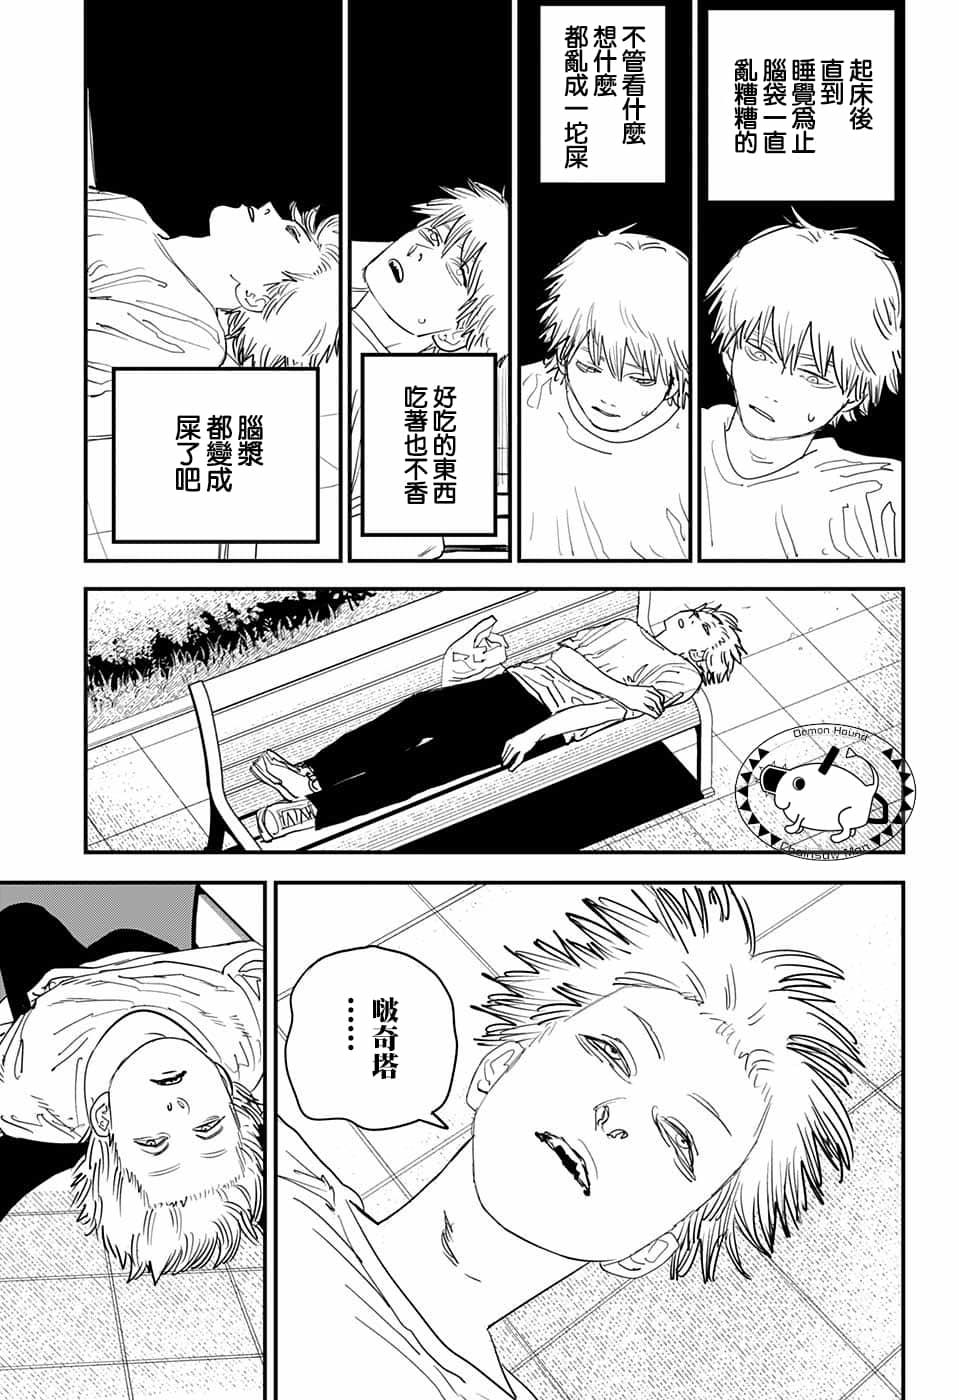 起床後
直到
睡覺為止
腦袋一直
亂糟糟的
不管看什麼
想什麼
都亂成一坨屎
好吃的東西
吃著也不香
腦漿
都變成
屎了吧
Demon Hound
Chainsaw Man
啵奇塔
……